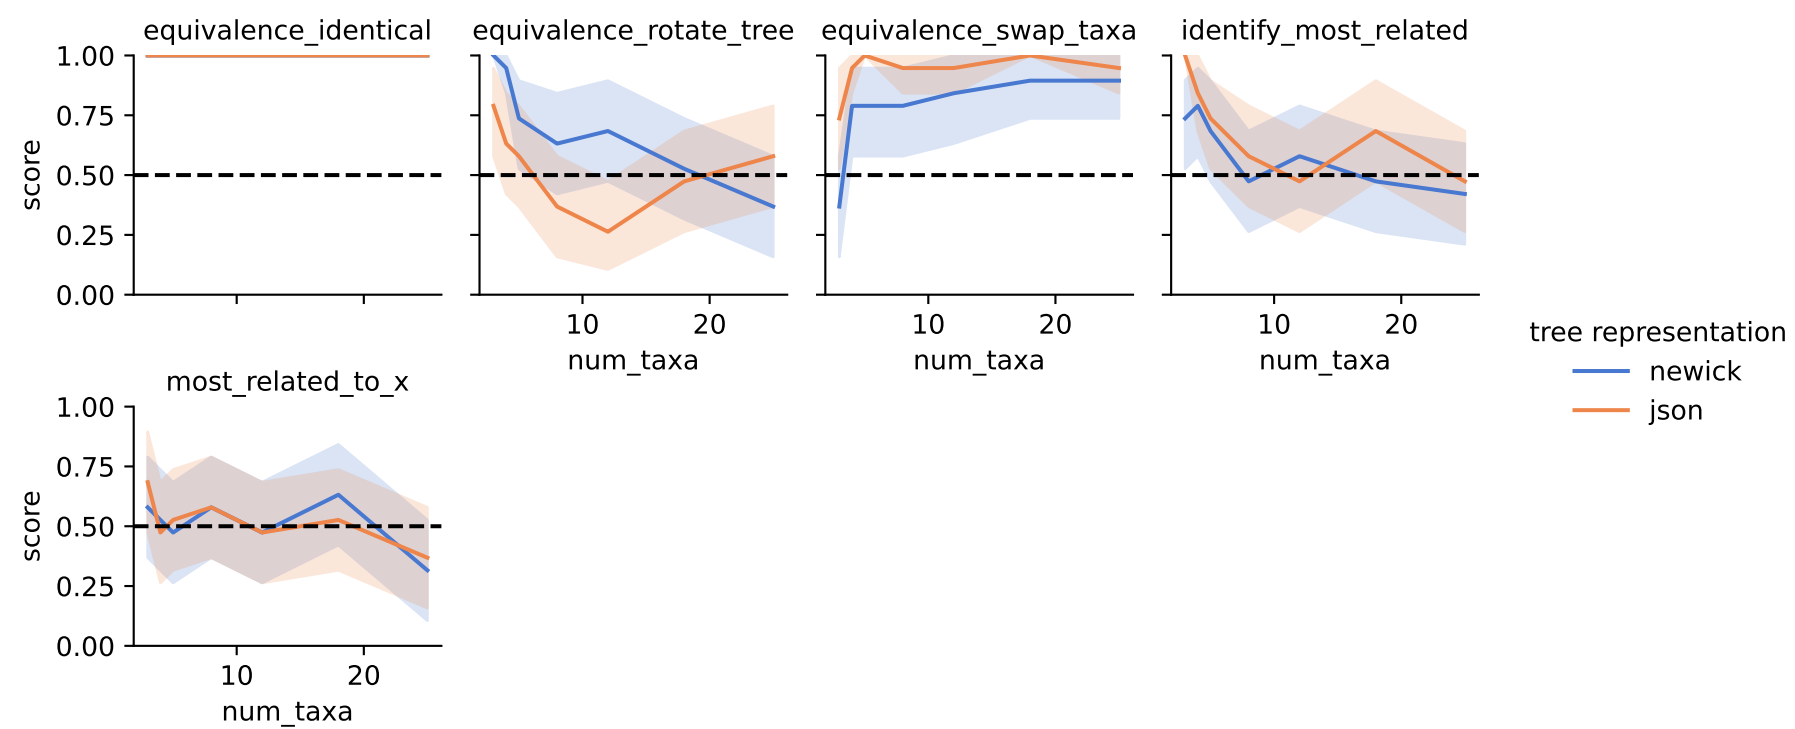 equivalence_identical
equivalence_rotate_tree
equivalence_swap_taxa
identify_most_related
1.00
0.75
0.50
0.25
0.00
score
10 20
num_taxa
10 20
num_taxa
10 20
num_taxa
most_related_to_x
1.00
0.75
0.50
0.25
0.00
score
10 20
num_taxa
tree representation
newick
json